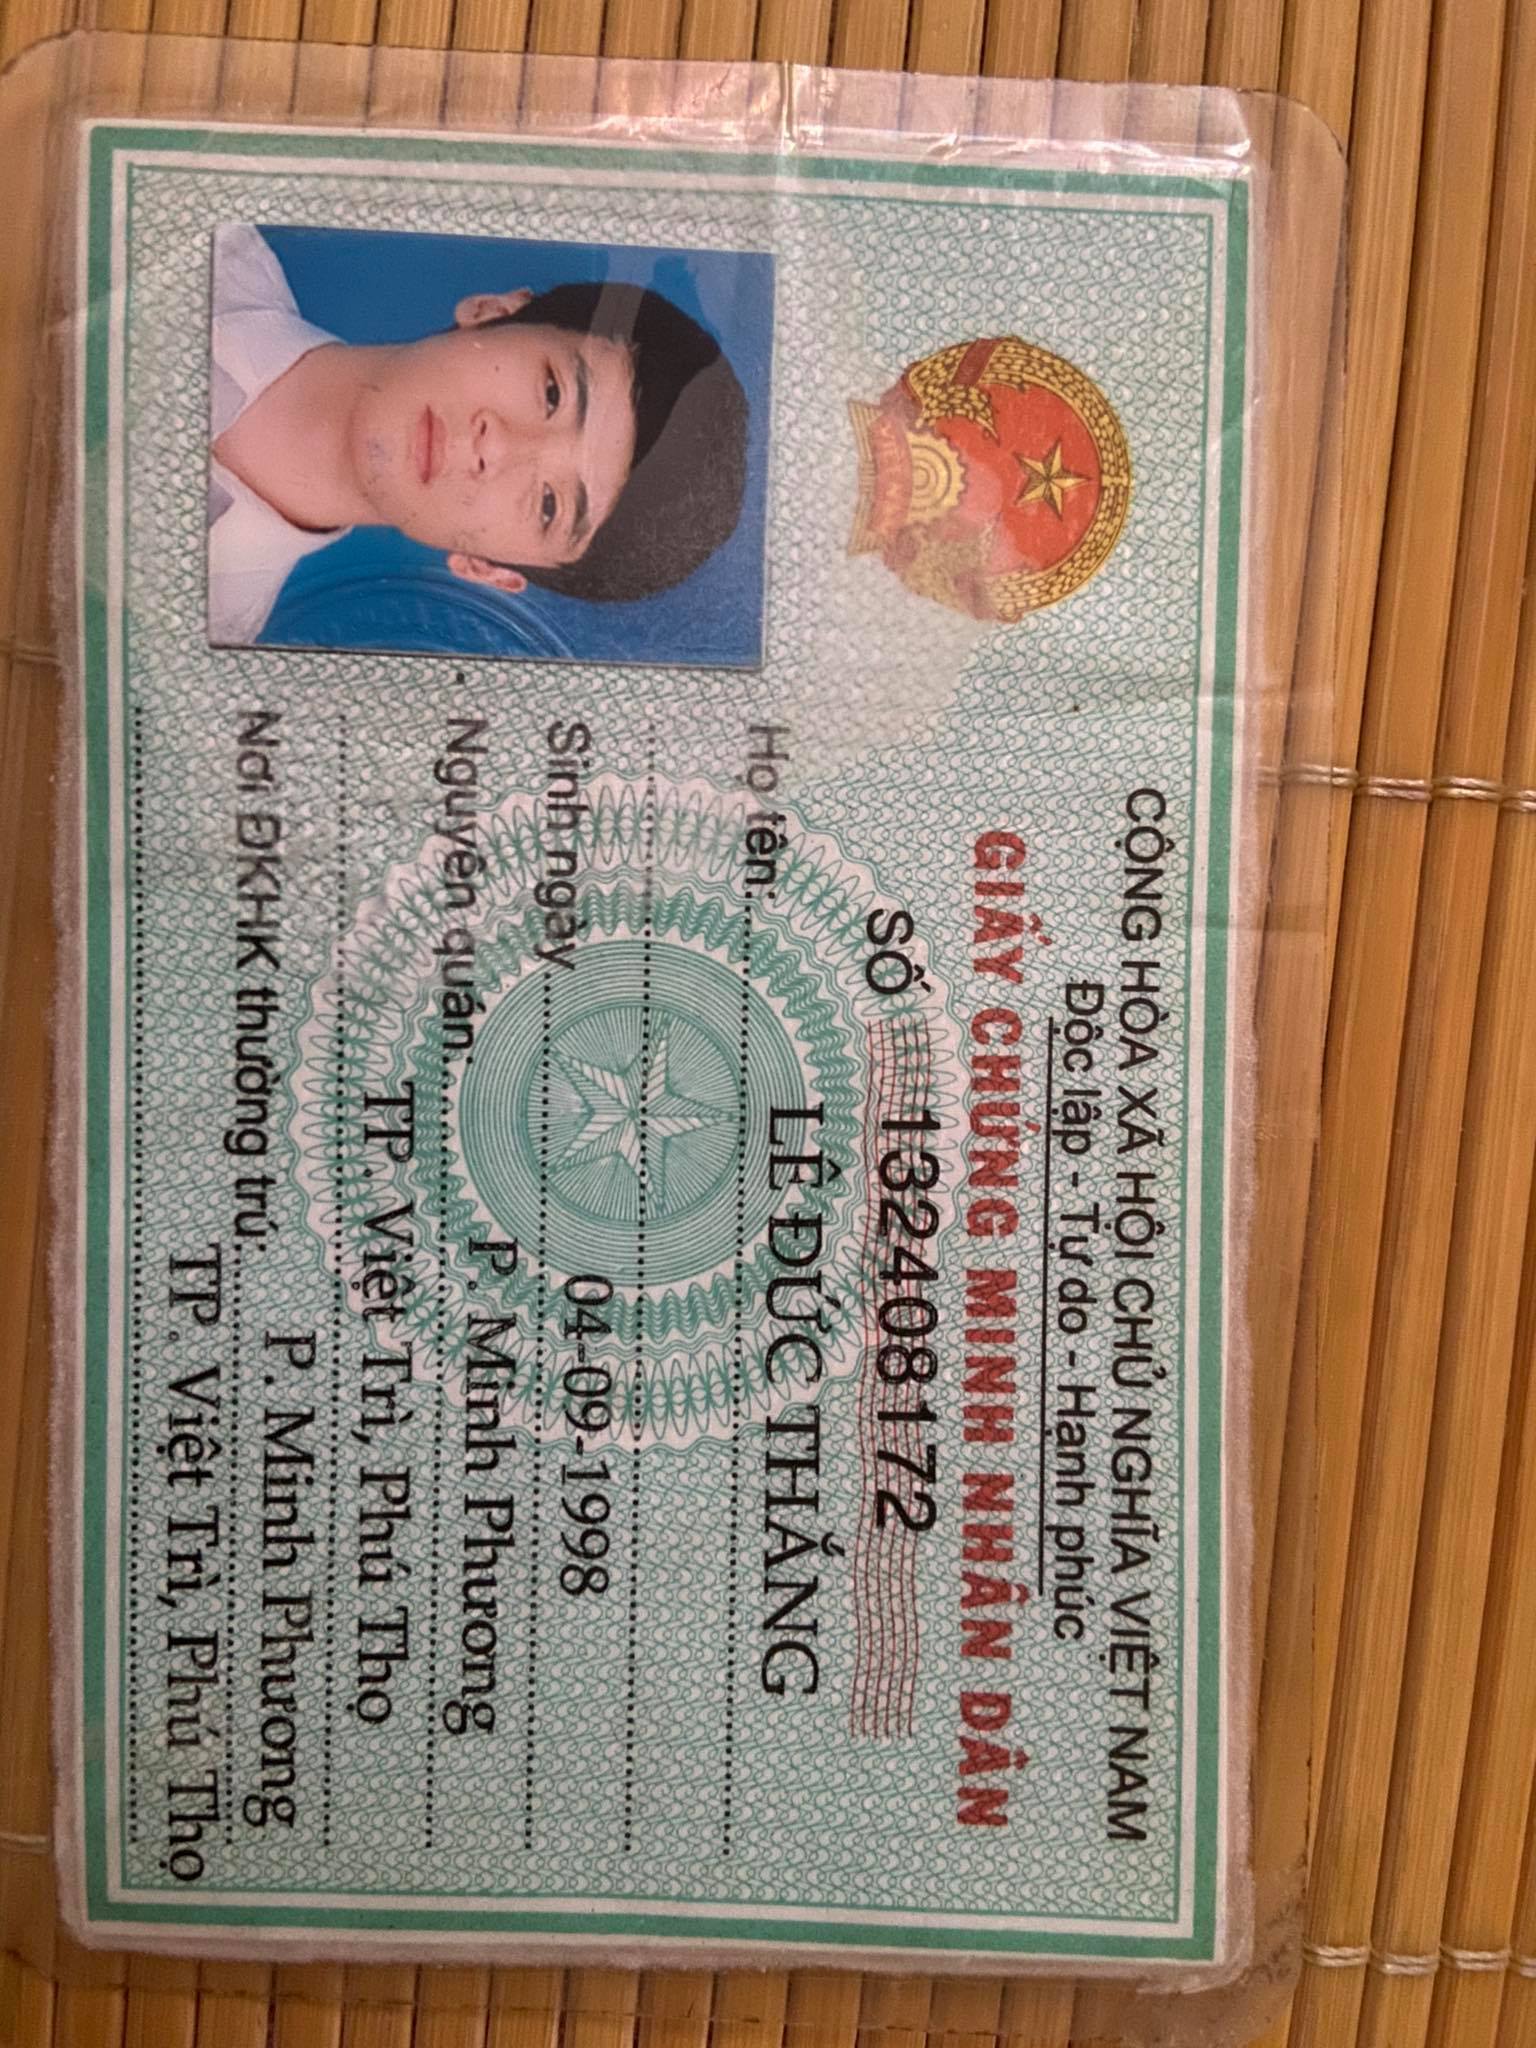 CỘNG HÒA XÃ HỘI CHỦ NGHĨA VIỆT NAM
Độc lập - Tự do - Hạnh phúc
GIẤY CHỨNG MINH NHÂN DÂN
SỐ 132408172
Họ tên: LÊ ĐỨC THẮNG
Sinh ngày 04-09-1998
Nguyên quán: P. Minh Phương
TP. Việt Trì, Phú Thọ
Nơi ĐKHK thường trú: P. Minh Phương
TP. Việt Trì, Phú Thọ